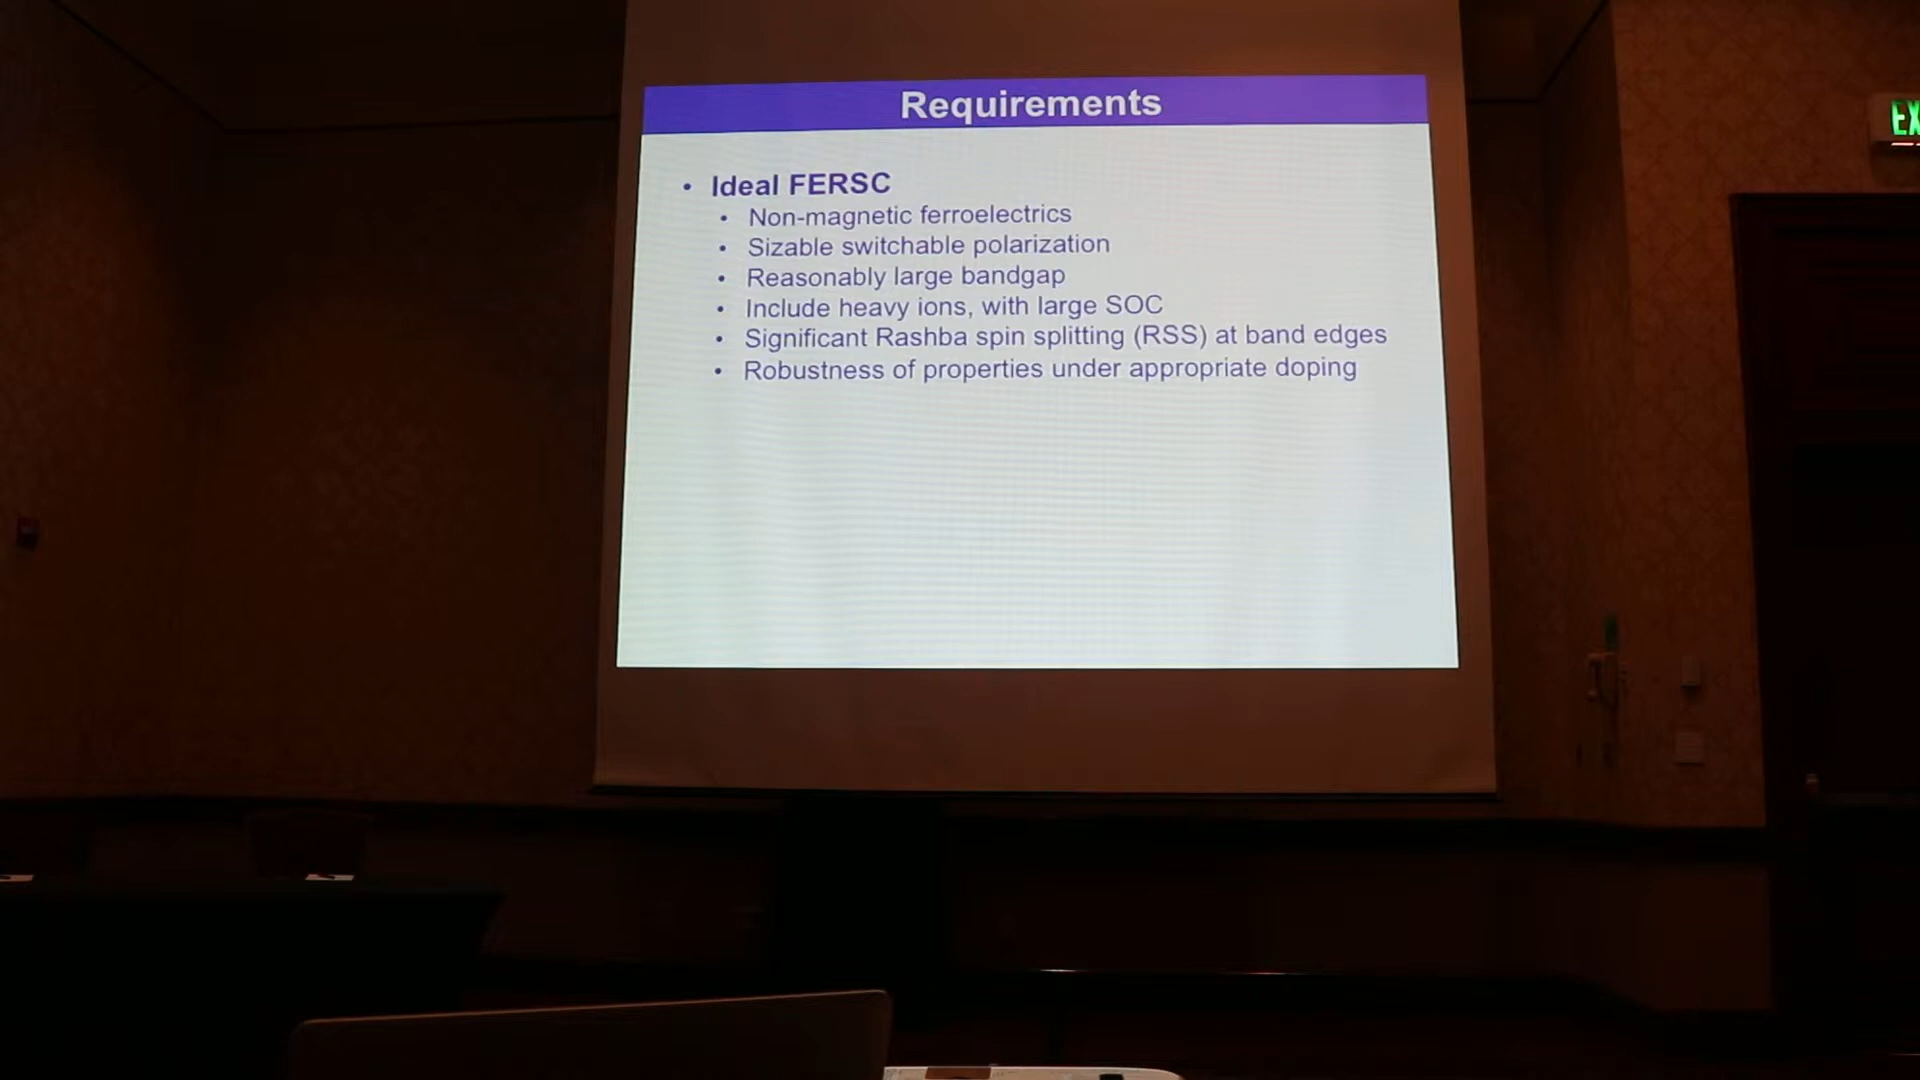 Requirements
• Ideal FERSC
• Non-magnetic ferroelectrics
• Sizable switchable polarization
• Reasonably large bandgap
• Include heavy ions, with large SOC
• Significant Rashba spin splitting (RSS) at band edges
• Robustness of properties under appropriate doping
EX